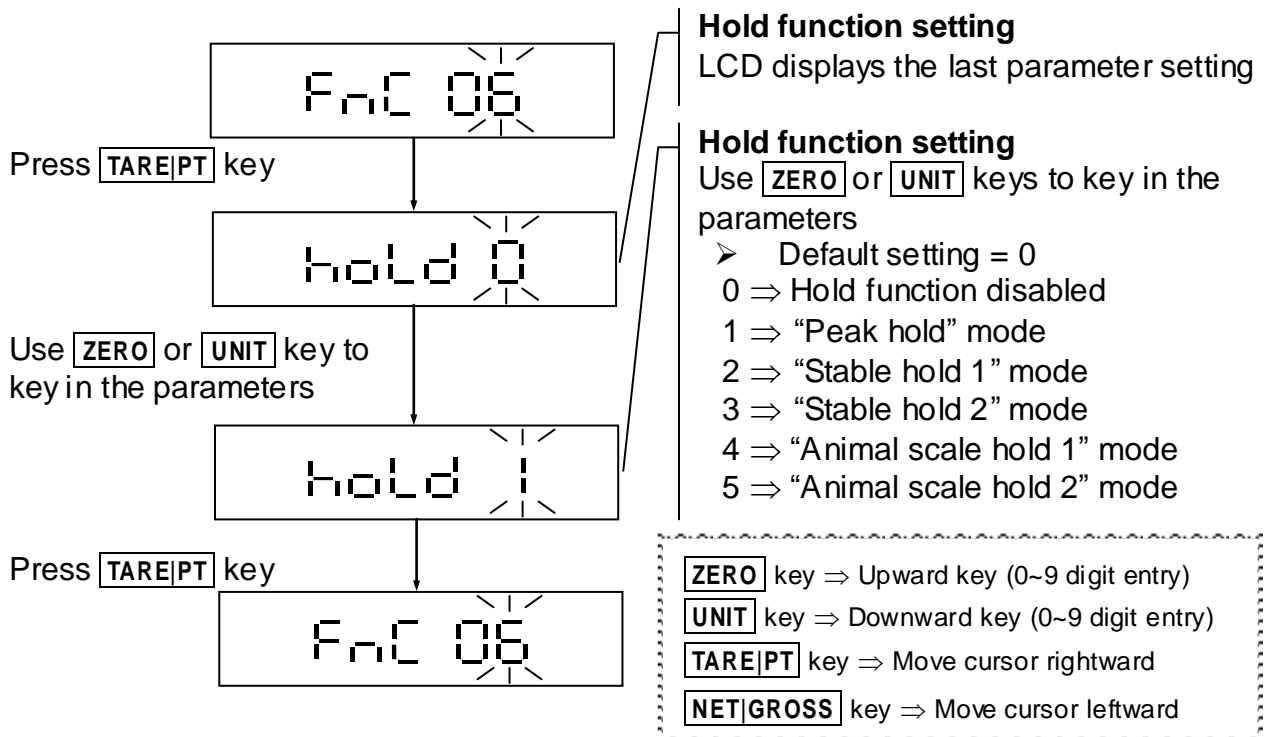 FnC 06
Press TARE|PT key
hoLd 0
Use ZERO or UNIT key to
key in the parameters
hoLd 1
Press TARE|PT key
FnC 06
Hold function setting
LCD displays the last parameter setting
Hold function setting
Use ZERO or UNIT keys to key in the
parameters
➢ Default setting = 0
0 ⇒ Hold function disabled
1 ⇒ “Peak hold” mode
2 ⇒ “Stable hold 1” mode
3 ⇒ “Stable hold 2” mode
4 ⇒ “Animal scale hold 1” mode
5 ⇒ “Animal scale hold 2” mode
ZERO key ⇒ Upward key (0~9 digit entry)
UNIT key ⇒ Downward key (0~9 digit entry)
TARE|PT key ⇒ Move cursor rightward
NET|GROSS key ⇒ Move cursor leftward